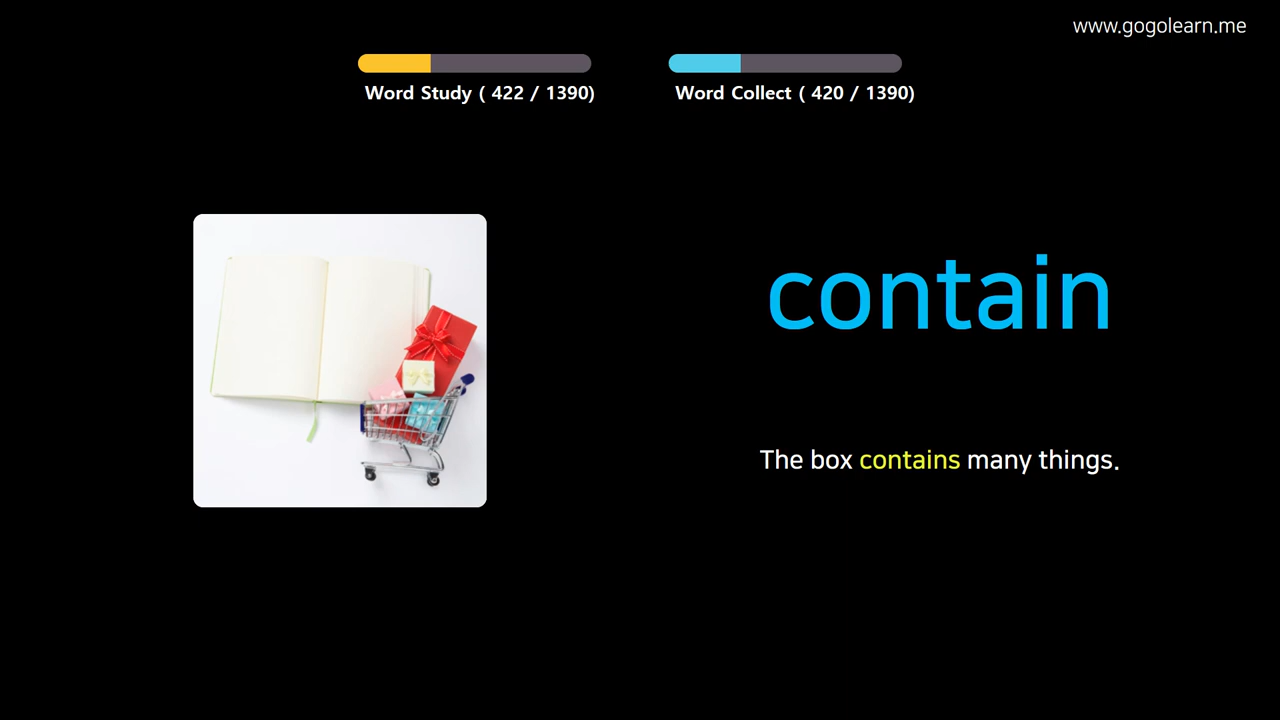 www.gogolearn.me
Word Study ( 422 / 1390)
Word Collect ( 420 / 1390)
contain
The box contains many things.